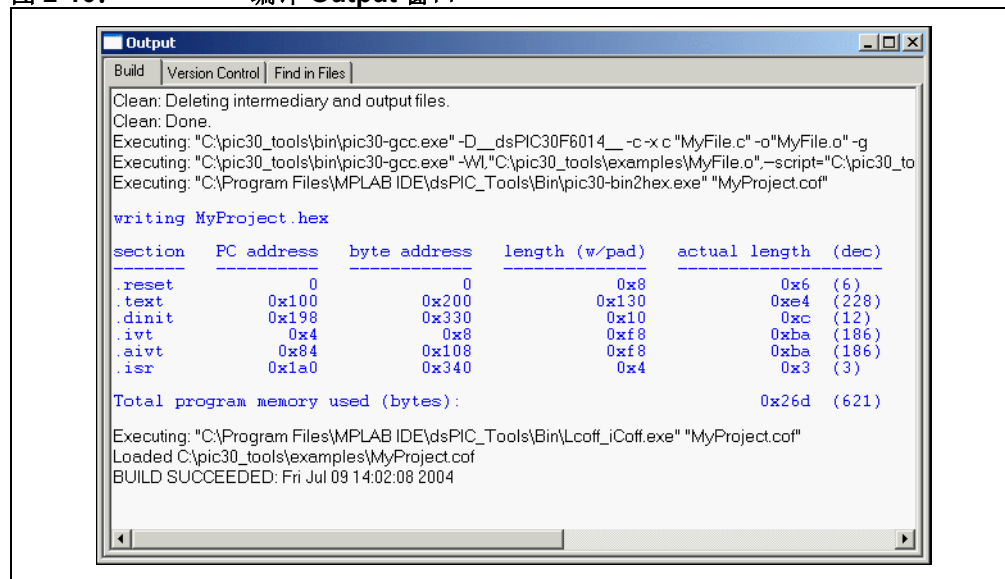 Output
Build Version Control Find in Files
Clean: Deleting intermediary and output files.
Clean: Done.
Executing: "C:\pic30_tools\bin\pic30-gcc.exe" -D__dsPIC30F6014__ -c -x c "MyFile.c" -o"MyFile.o" -g
Executing: "C:\pic30_tools\bin\pic30-gcc.exe" -Wl,"C:\pic30_tools\examples\MyFile.o",--script="C:\pic30_to
Executing: "C:\Program Files\MPLAB IDE\dsPIC_Tools\Bin\pic30-bin2hex.exe" "MyProject.cof"
writing MyProject.hex
section PC address byte address length (w/pad) actual length (dec)
------- ---------- ------------ -------------- --------------------
.reset 0 0 0x8 0x6 (6)
.text 0x100 0x200 0x130 0xe4 (228)
.dinit 0x198 0x330 0x10 0xc (12)
.ivt 0x4 0x8 0xf8 0xba (186)
.aivt 0x84 0x108 0xf8 0xba (186)
.isr 0x1a0 0x340 0x4 0x3 (3)
Total program memory used (bytes): 0x26d (621)
Executing: "C:\Program Files\MPLAB IDE\dsPIC_Tools\Bin\Lcoff_iCoff.exe" "MyProject.cof"
Loaded C:\pic30_tools\examples\MyProject.cof
BUILD SUCCEEDED: Fri Jul 09 14:02:08 2004